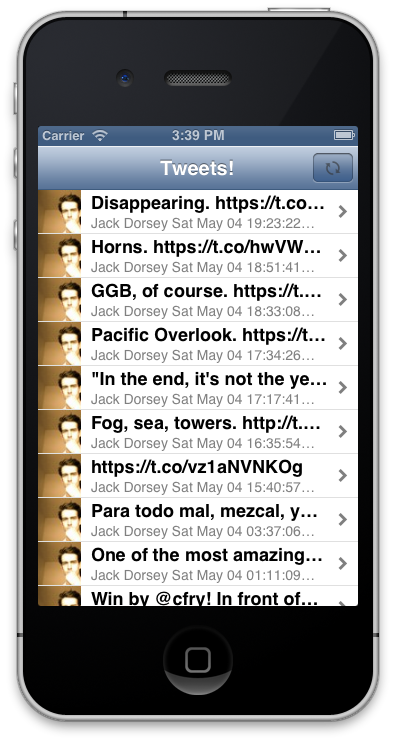 Carrier 3:39 PM
Tweets!
Disappearing. https://t.co…
Jack Dorsey Sat May 04 19:23:22…
Horns. https://t.co/hwVW…
Jack Dorsey Sat May 04 18:51:41…
GGB, of course. https://t.…
Jack Dorsey Sat May 04 18:33:08…
Pacific Overlook. https://t…
Jack Dorsey Sat May 04 17:34:26…
"In the end, it's not the ye…
Jack Dorsey Sat May 04 17:17:41…
Fog, sea, towers. http://t.…
Jack Dorsey Sat May 04 16:35:54…
https://t.co/vz1aNVNKOg
Jack Dorsey Sat May 04 15:40:57…
Para todo mal, mezcal, y…
Jack Dorsey Sat May 04 03:37:06…
One of the most amazing…
Jack Dorsey Sat May 04 01:11:09…
Win by @cfry! In front of…